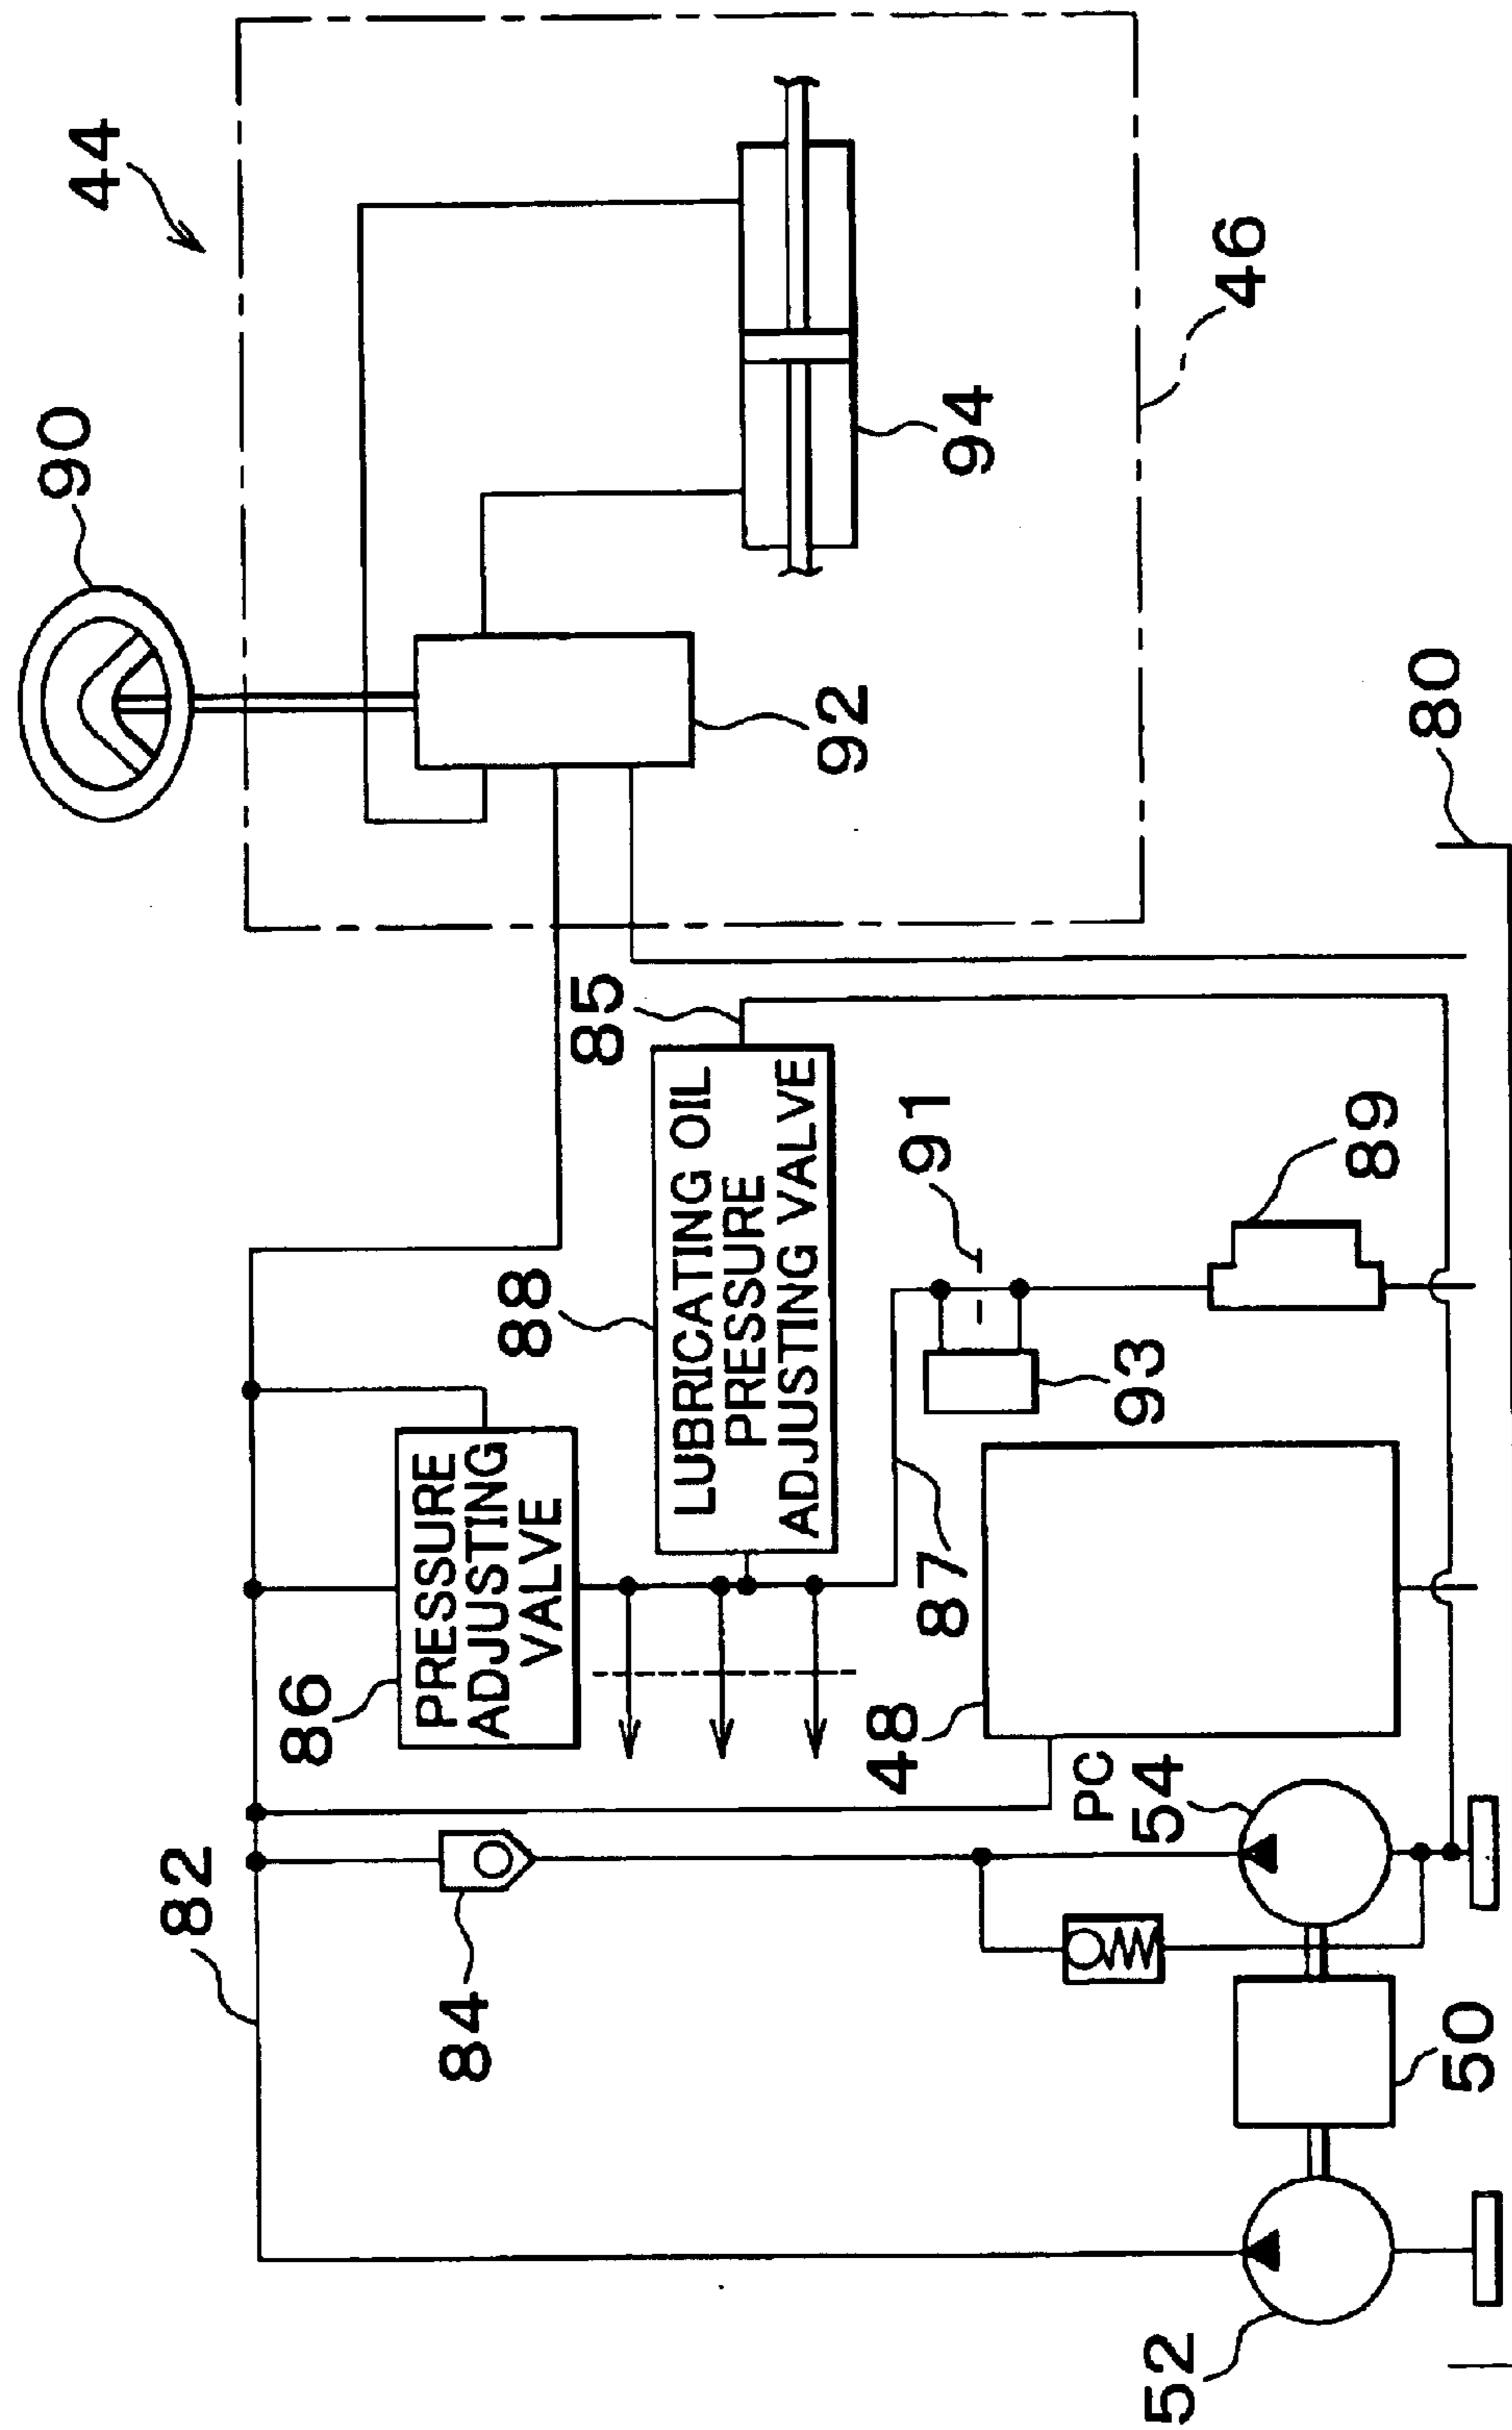 44
90
46
94
92
80
85
LUBRICATING OIL
PRESSURE
ADJUSTING VALVE
88
91
89
93
87
PRESSURE
ADJUSTING
VALVE
86
48
PC
54
82
84
50
52